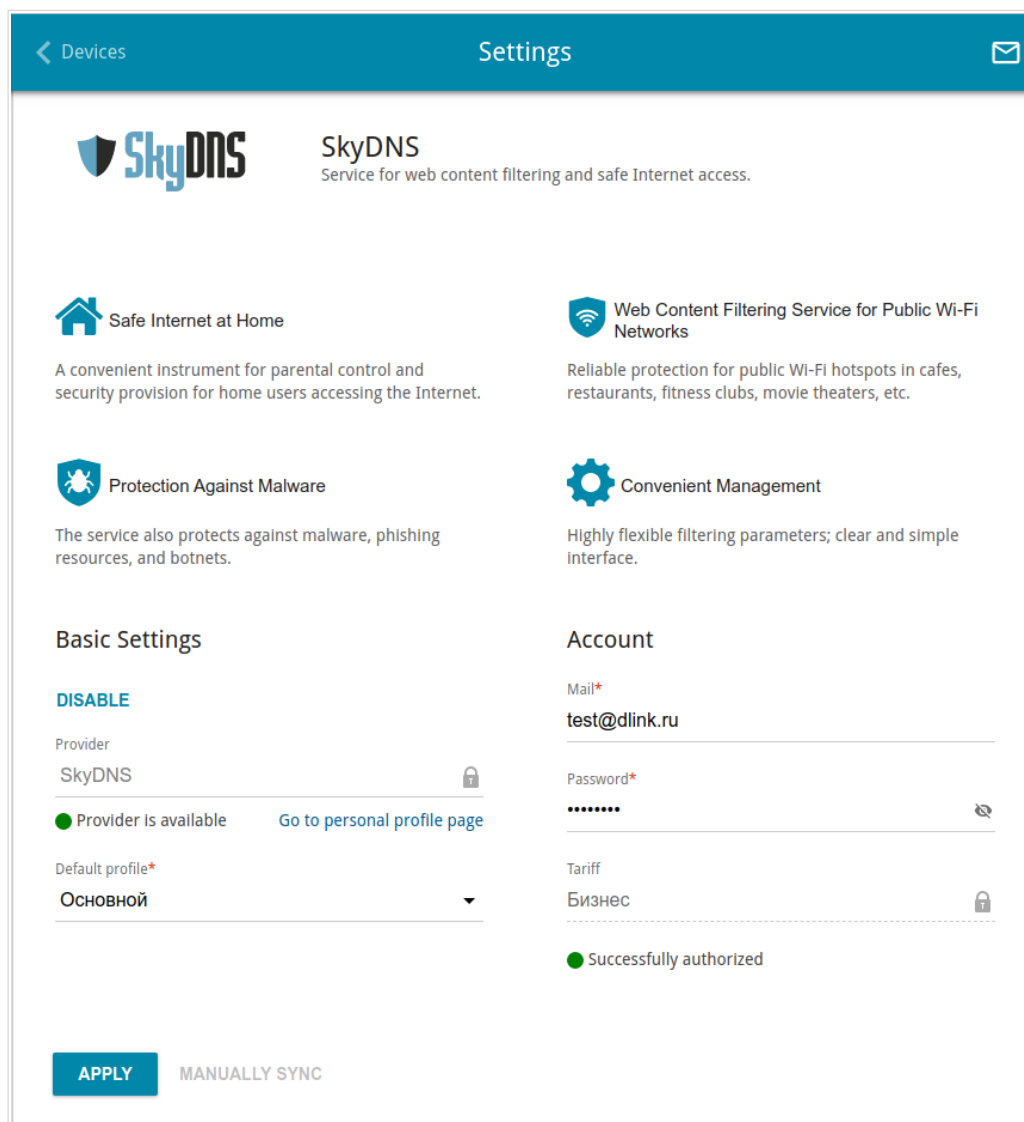 Devices
Settings
SkyDNS
SkyDNS
Service for web content filtering and safe Internet access.
Safe Internet at Home
A convenient instrument for parental control and
security provision for home users accessing the Internet.
Web Content Filtering Service for Public Wi-Fi
Networks
Reliable protection for public Wi-Fi hotspots in cafes,
restaurants, fitness clubs, movie theaters, etc.
Protection Against Malware
The service also protects against malware, phishing
resources, and botnets.
Convenient Management
Highly flexible filtering parameters; clear and simple
interface.
Basic Settings
DISABLE
Provider
SkyDNS
Provider is available
Go to personal profile page
Default profile*
Основной
Account
Mail*
test@dlink.ru
Password*
••••••••
Tariff
Бизнес
Successfully authorized
APPLY
MANUALLY SYNC